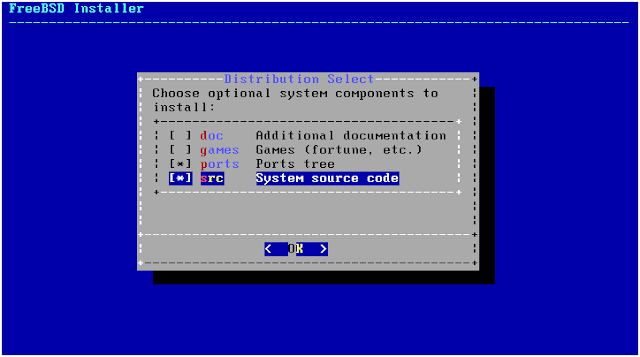 FreeBSD Installer
Distribution Select
Choose optional system components to
install:
[ ] doc Additional documentation
[ ] games Games (fortune, etc.)
[*] ports Ports tree
[*] src System source code
< OK >